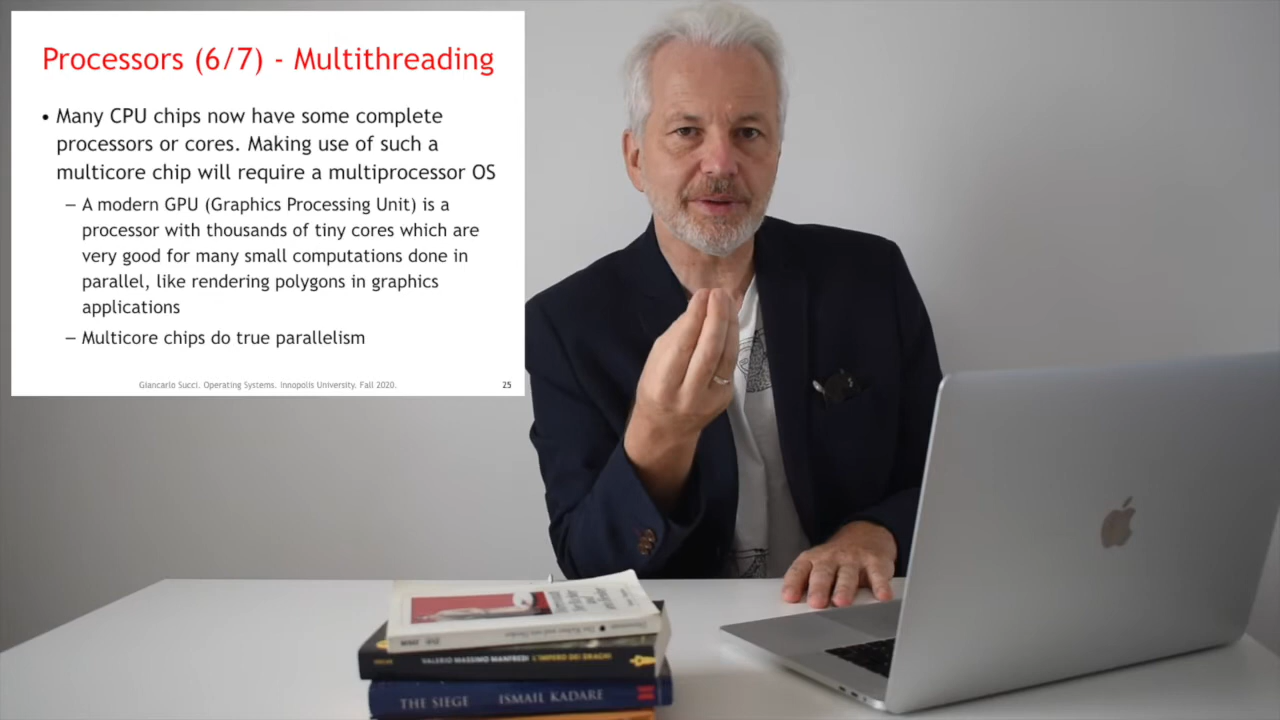 Processors (6/7) - Multithreading
• Many CPU chips now have some complete
processors or cores. Making use of such a
multicore chip will require a multiprocessor OS
– A modern GPU (Graphics Processing Unit) is a
processor with thousands of tiny cores which are
very good for many small computations done in
parallel, like rendering polygons in graphics
applications
– Multicore chips do true parallelism
Giancarlo Succi. Operating Systems. Innopolis University. Fall 2020.
25
VALERIO MASSIMO MANFREDI L'IMPERO DEI DRAGHI
THE SIEGE ISMAIL KADARE